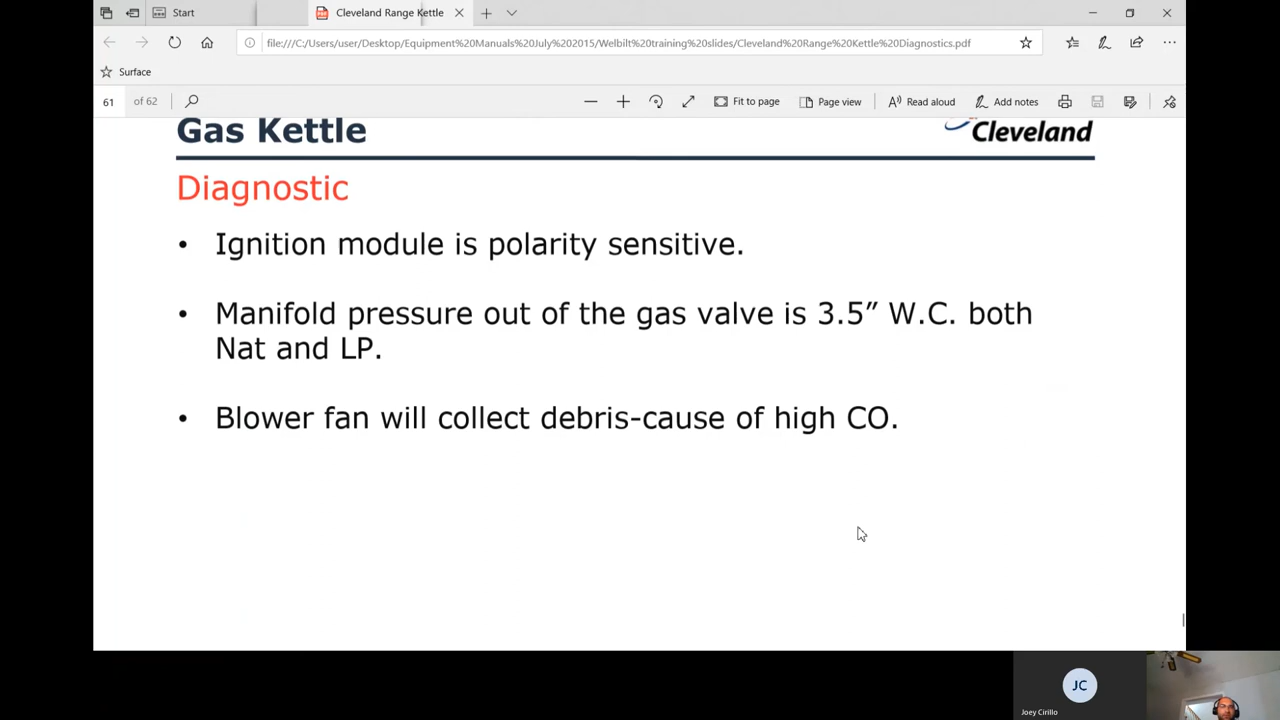 Start
Cleveland Range Kettle
file:///C:/Users/user/Desktop/Equipment%20Manuals%20July%202015/Welbilt%20training%20slides/Cleveland%20Range%20Kettle%20Diagnostics.pdf
Surface
61 of 62
Fit to page
Page view
Read aloud
Add notes
Gas Kettle
Cleveland
Diagnostic
• Ignition module is polarity sensitive.
• Manifold pressure out of the gas valve is 3.5” W.C. both
Nat and LP.
• Blower fan will collect debris-cause of high CO.
JC
Joey Cirillo